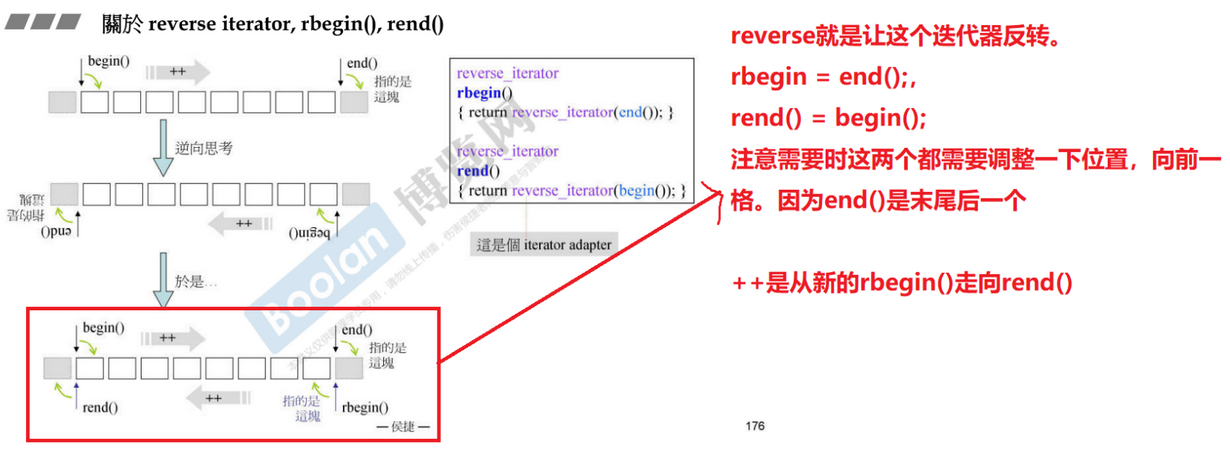 關於 reverse iterator, rbegin(), rend()
begin()
++
end()
指的是
這塊
逆向思考
指的是
這塊
end()
++
begin()
於是…
begin()
++
end()
指的是
這塊
rend()
++
指的是
這塊
rbegin()
— 侯捷 —
reverse_iterator
rbegin()
{ return reverse_iterator(end()); }
reverse_iterator
rend()
{ return reverse_iterator(begin()); }
這是個 iterator adapter
Boolan
博览网
reverse就是让这个迭代器反转。
rbegin = end();,
rend() = begin();
注意需要时这两个都需要调整一下位置，向前一
格。因为end()是末尾后一个
++是从新的rbegin()走向rend()
176